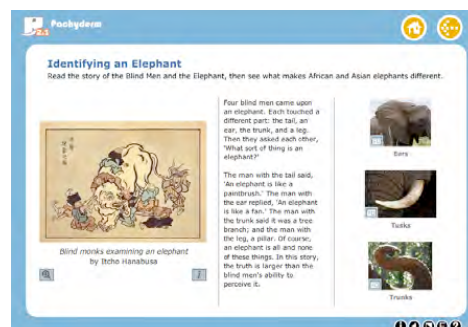 Pachyderm
Identifying an Elephant
Read the story of the Blind Men and the Elephant, then see what makes African and Asian elephants different.
Four blind men came upon
an elephant. Each touched a
different part: the tail, an
ear, the trunk, and a leg.
Then they asked each other,
'What sort of thing is an
elephant?'
The man with the tail said,
'An elephant is like a
paintbrush.' The man with
the ear replied, 'An elephant
is like a fan.' The man with
the trunk said it was a tree
branch; and the man with
the leg, a pillar. Of course,
an elephant is all and none
of these things. In this story,
the truth is larger than the
blind men's ability to
perceive it.
Blind monks examining an elephant
by Itcho Hanabusa
i
Ears
Tusks
Trunks